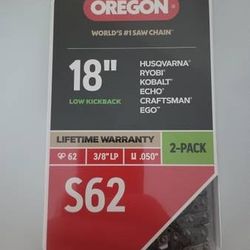 OREGON
WORLD'S #1 SAW CHAIN
18"
LOW KICKBACK
HUSQVARNA®
RYOBI®
KOBALT®
ECHO®
CRAFTSMAN®
EGO™
LIFETIME WARRANTY
62
3/8" LP
.050"
2-PACK
S62